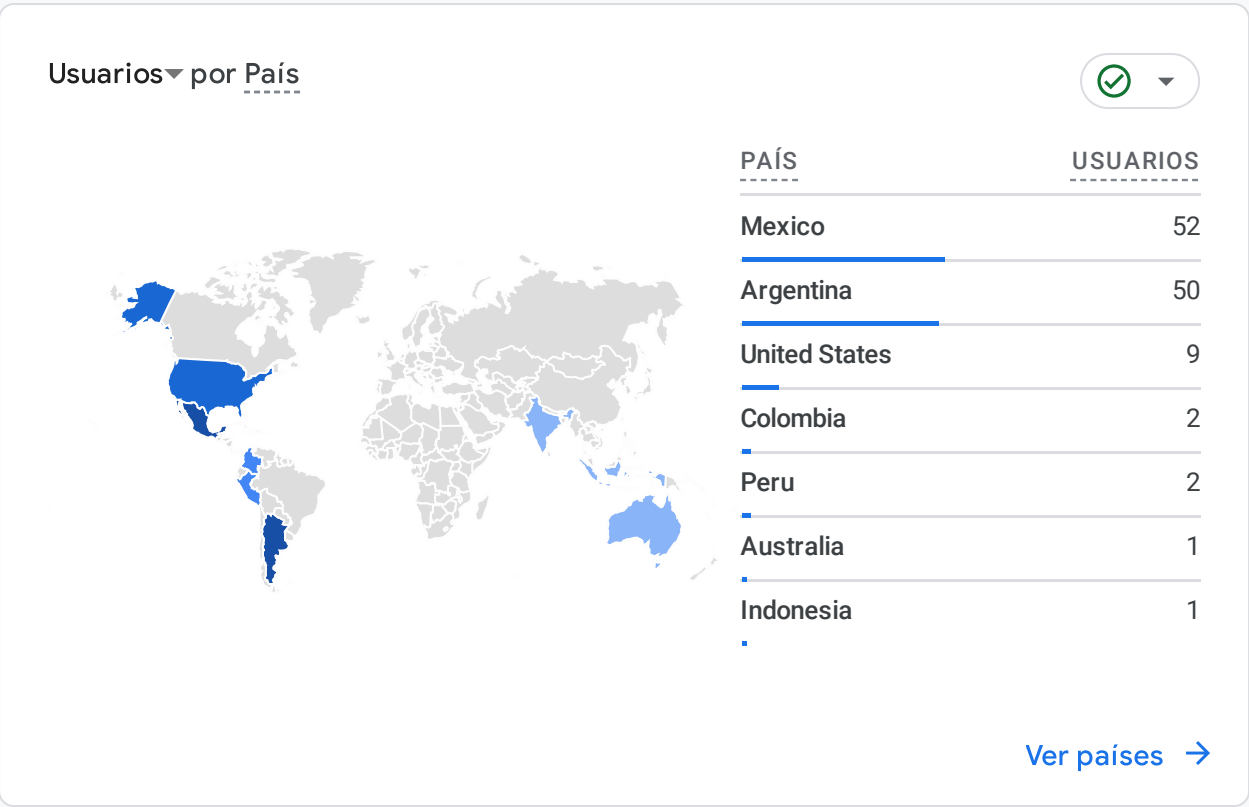 Usuarios por País
PAÍS USUARIOS
Mexico 52
Argentina 50
United States 9
Colombia 2
Peru 2
Australia 1
Indonesia 1
Ver países